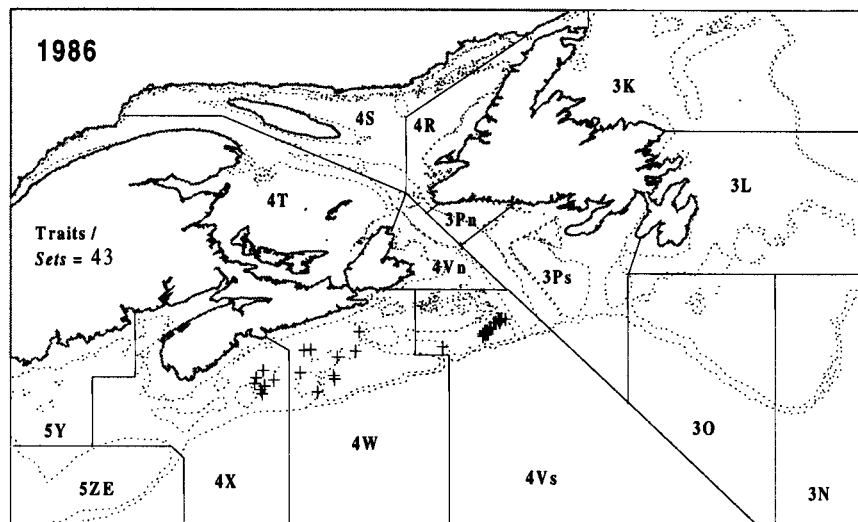 1986
3K
4S
4R
3L
4T
3Pn
Traits /
Sets = 43
4Vn
3Ps
5Y
3O
4W
5ZE
4X
4Vs
3N